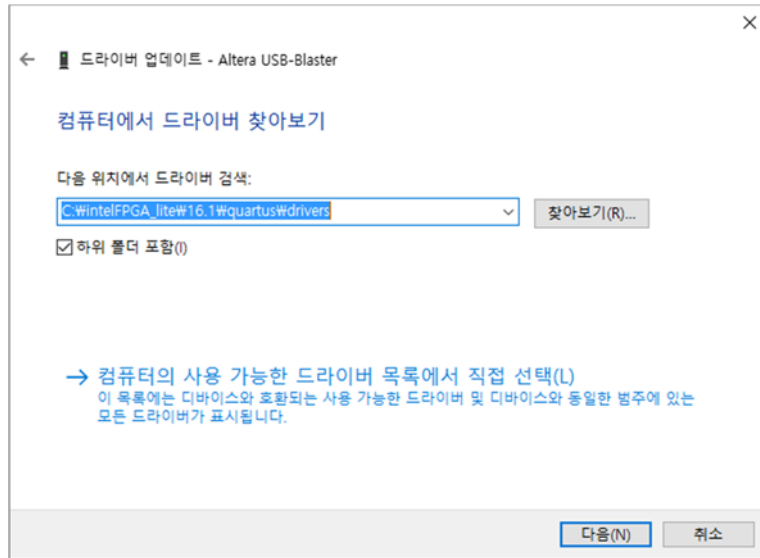 드라이버 업데이트 - Altera USB-Blaster
컴퓨터에서 드라이버 찾아보기
다음 위치에서 드라이버 검색:
C:₩intelFPGA_lite₩16.1₩quartus₩drivers
찾아보기(R)...
하위 폴더 포함(I)
컴퓨터의 사용 가능한 드라이버 목록에서 직접 선택(L)
이 목록에는 디바이스와 호환되는 사용 가능한 드라이버 및 디바이스와 동일한 범주에 있는
모든 드라이버가 표시됩니다.
다음(N)
취소